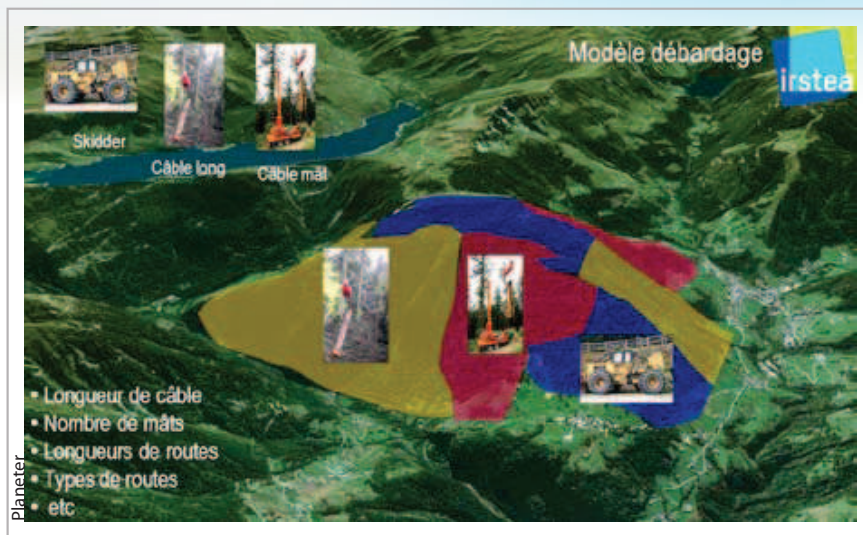 Modèle débardage
irstea
Skidder
Câble long
Câble mât
• Longueur de câble
• Nombre de mâts
• Longueurs de routes
• Types de routes
• etc
Planeter